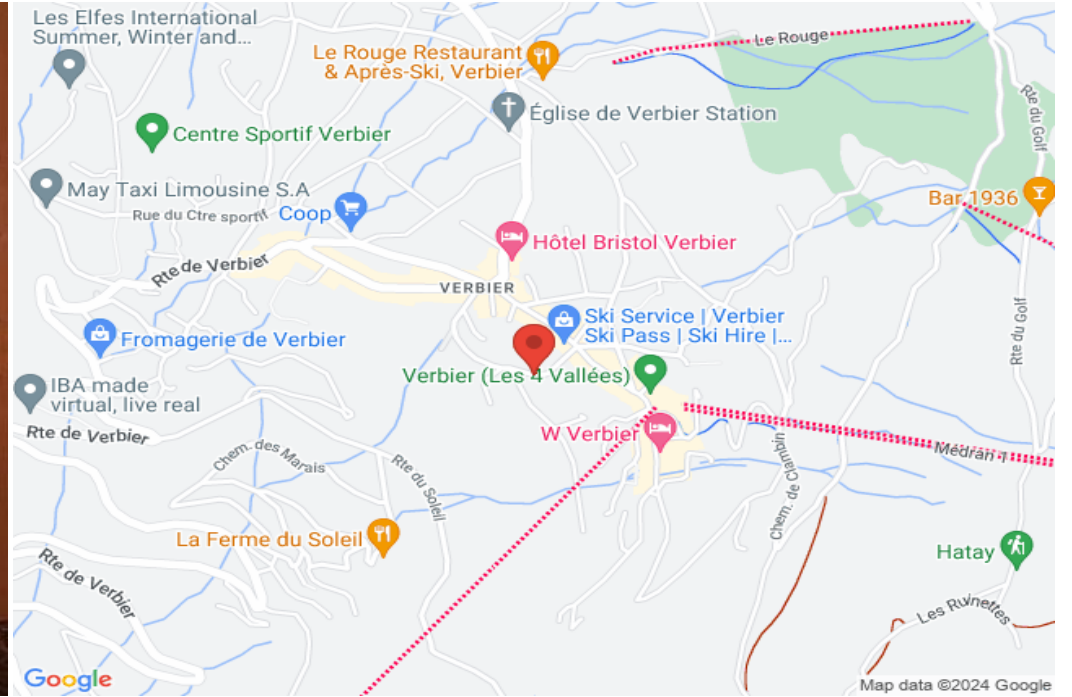 Les Elfes International
Summer, Winter and...
Le Rouge Restaurant
& Après-Ski, Verbier
Le Rouge
Rte du Golf
Église de Verbier Station
Centre Sportif Verbier
May Taxi Limousine S.A
Rue du Ctre sportif
Coop
Bar 1936
Hôtel Bristol Verbier
Rte de Verbier
VERBIER
Ski Service | Verbier
Ski Pass | Ski Hire |...
Fromagerie de Verbier
Rte du Golf
Verbier (Les 4 Vallées)
IBA made
virtual, live real
Rte de Verbier
W Verbier
Médran 1
Chem. des Marais
Rte du Soleil
Chem. de Clambin
La Ferme du Soleil
Hatay
Rte de Verbier
Les Ruinettes
Google
Map data ©2024 Google